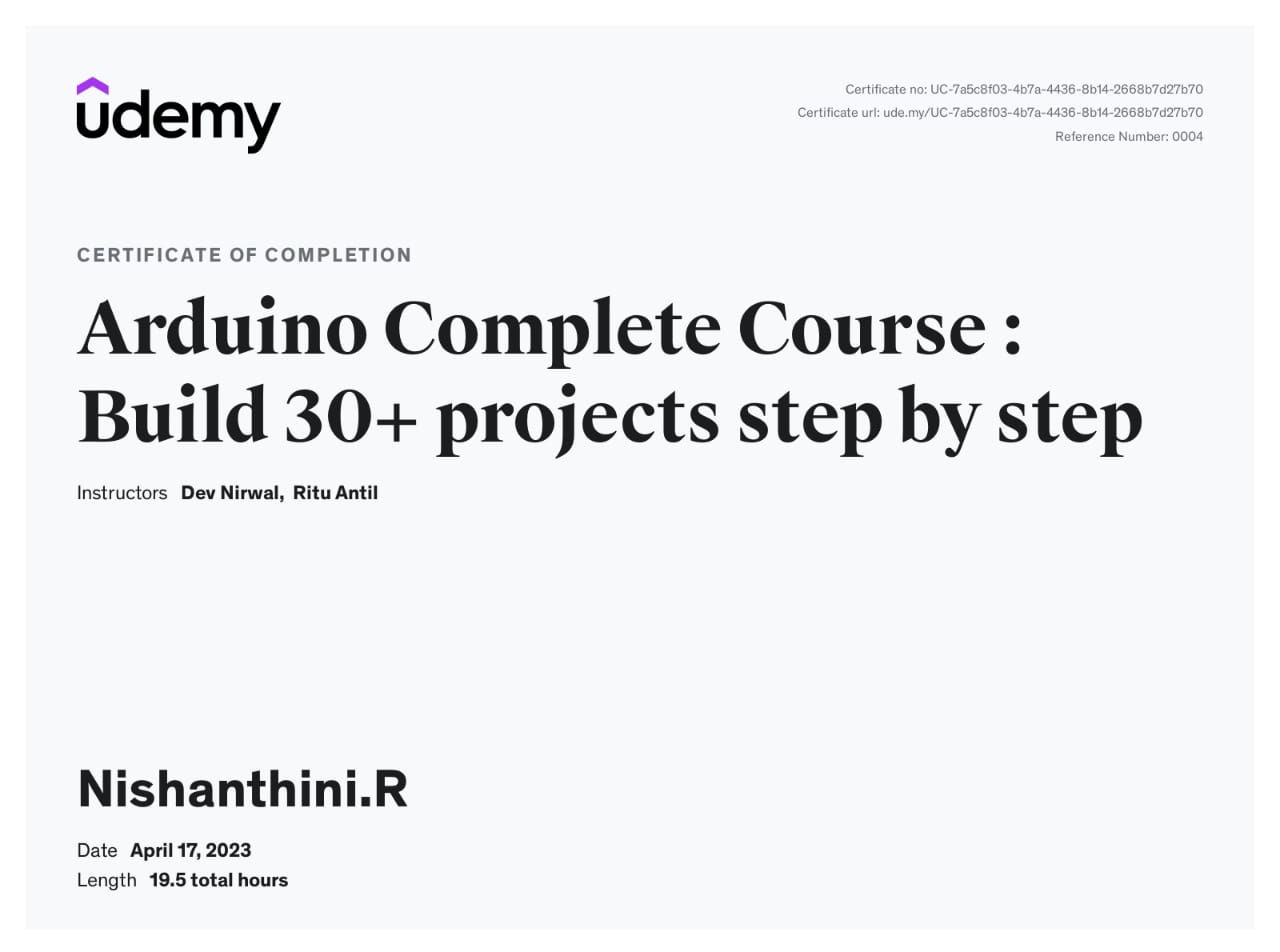 udemy
Certificate no: UC-7a5c8f03-4b7a-4436-8b14-2668b7d27b70
Certificate url: ude.my/UC-7a5c8f03-4b7a-4436-8b14-2668b7d27b70
Reference Number: 0004
CERTIFICATE OF COMPLETION
Arduino Complete Course :
Build 30+ projects step by step
Instructors Dev Nirwal, Ritu Antil
Nishanthini.R
Date April 17, 2023
Length 19.5 total hours